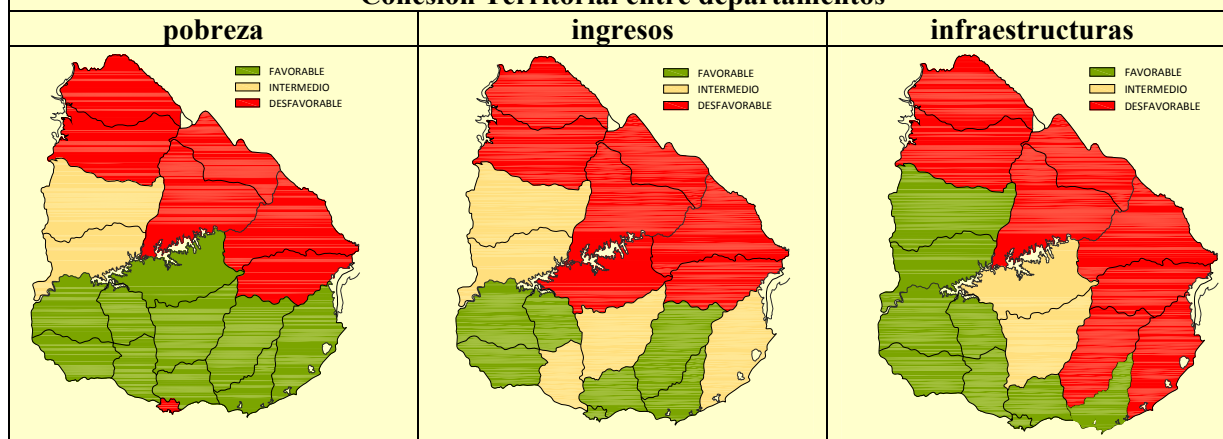 Cohesión Territorial entre departamentos
pobreza
ingresos
infraestructuras
FAVORABLE
INTERMEDIO
DESFAVORABLE
FAVORABLE
INTERMEDIO
DESFAVORABLE
FAVORABLE
INTERMEDIO
DESFAVORABLE